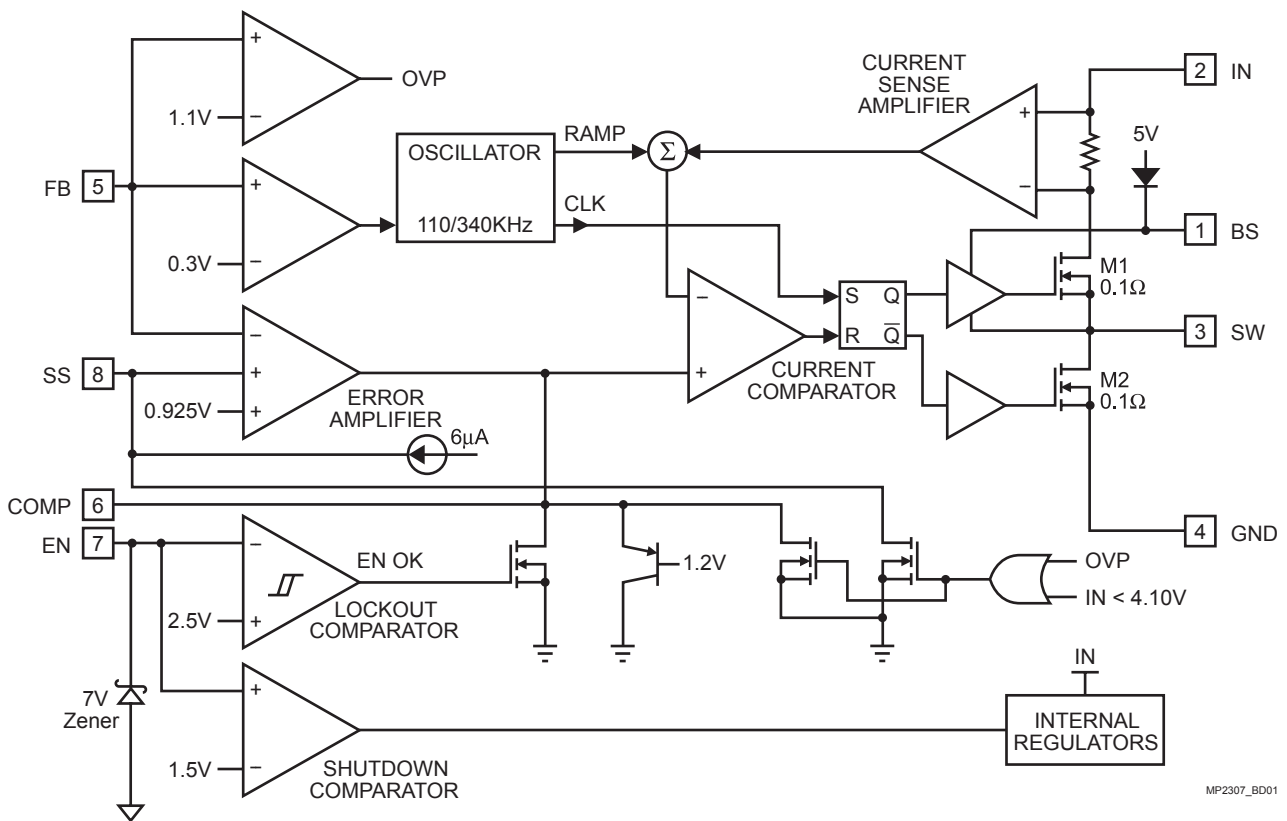 +
OVP
1.1V
−
CURRENT
SENSE
AMPLIFIER
2 IN
+
−
5V
OSCILLATOR
110/340KHz
RAMP
Σ
CLK
FB 5
+
0.3V
−
1 BS
M1
0.1Ω
−
+
CURRENT
COMPARATOR
S Q
R Q̅
3 SW
M2
0.1Ω
SS 8
−
+
0.925V
+
ERROR
AMPLIFIER
6µA
COMP 6
EN 7
4 GND
−
EN OK
2.5V
+
LOCKOUT
COMPARATOR
1.2V
OVP
IN < 4.10V
7V
Zener
+
1.5V
−
SHUTDOWN
COMPARATOR
IN
INTERNAL
REGULATORS
MP2307_BD01